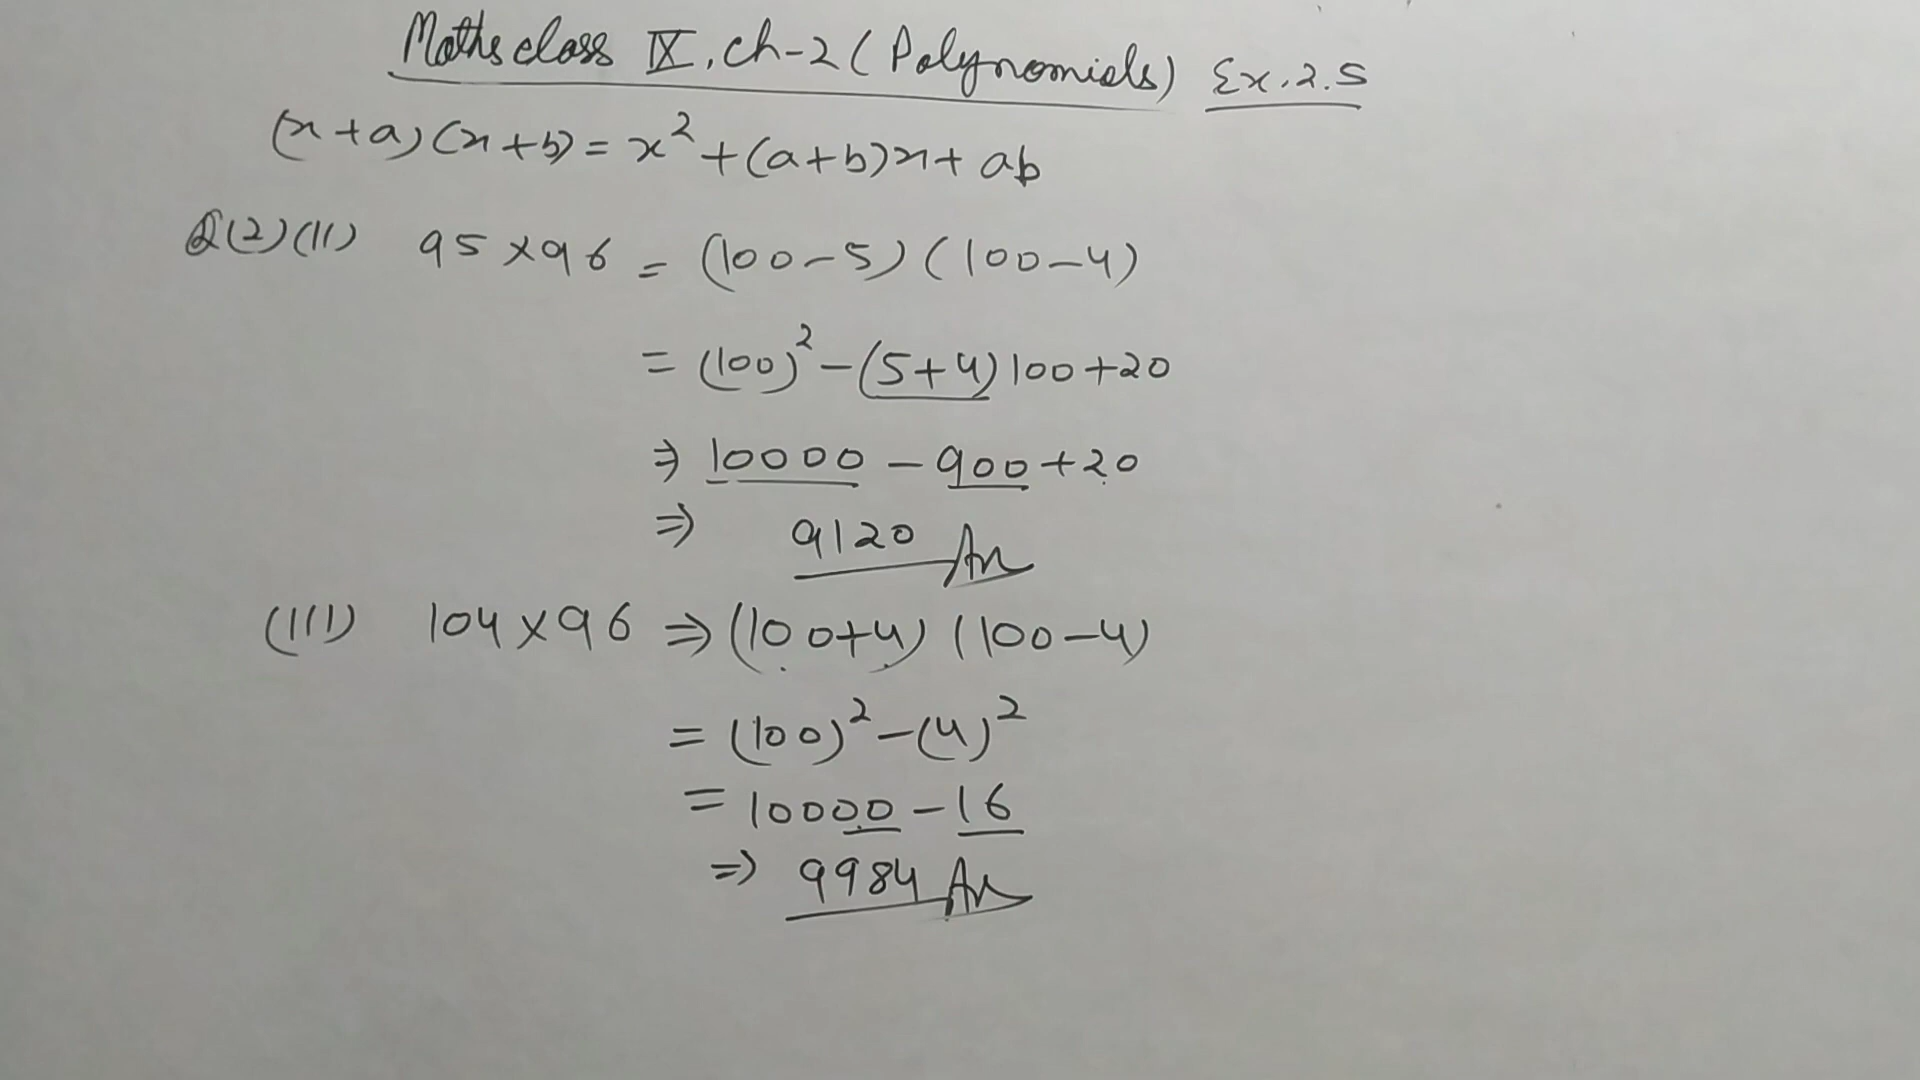 Maths class IX, ch-2 (Polynomials) Ex.2.5
(x+a)(x+b) = x² + (a+b)x + ab
Q(2)(II) 95×96 = (100-5)(100-4)
= (100)² - (5+4)100+20
⇒ 10000 - 900+20
⇒ 9120 An
(III) 104×96 ⇒ (100+4)(100-4)
= (100)² - (4)²
= 10000 - 16
⇒ 9984 An